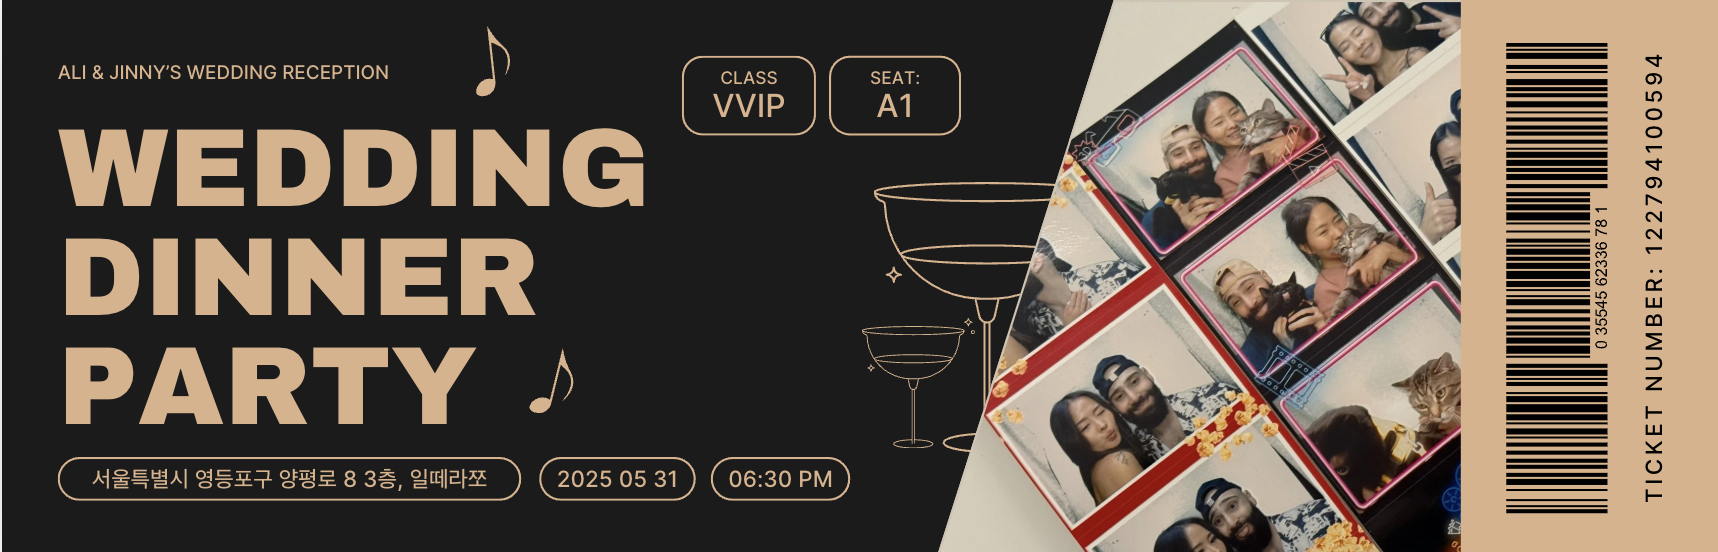 ALI & JINNY'S WEDDING RECEPTION
CLASS
VVIP
SEAT:
A1
WEDDING
DINNER
PARTY
서울특별시 영등포구 양평로 8 3층, 일떼라쪼
2025 05 31
06:30 PM
0 35545 62336 78 1
TICKET NUMBER: 122794100594